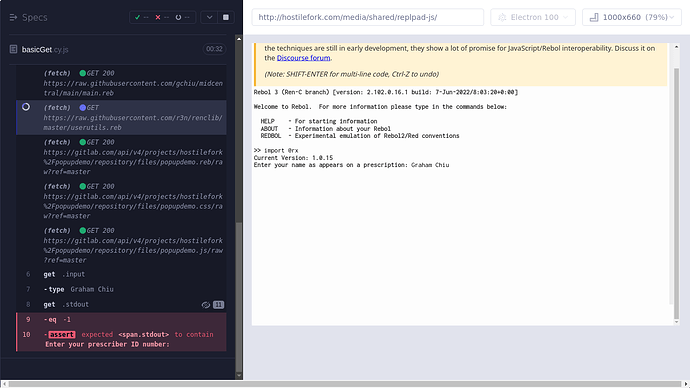 Specs
✓ --
✕ --
--
http://hostilefork.com/media/shared/replpad-js/
Electron 100
1000x660 (79%)
basicGet cy.js
00:32
(fetch) GET 200
https://raw.githubusercontent.com/gchiu/midcen
tral/main/main.reb
(fetch) GET
https://raw.githubusercontent.com/r3n/renclib/
master/userutils.reb
(fetch) GET 200
https://gitlab.com/api/v4/projects/hostilefork
%2Fpopupdemo/repository/files/popupdemo.reb/ra
w?ref=master
(fetch) GET 200
https://gitlab.com/api/v4/projects/hostilefork
%2Fpopupdemo/repository/files/popupdemo.css/ra
w?ref=master
(fetch) GET 200
https://gitlab.com/api/v4/projects/hostilefork
%2Fpopupdemo/repository/files/popupdemo.js/raw
?ref=master
6 get .input
7 -type Graham Chiu
8 get .stdout 11
9 -eq -1
10 -assert expected <span.stdout> to contain
Enter your prescriber ID number:
the techniques are still in early development, they show a lot of promise for JavaScript/Rebol interoperability. Discuss it on
the Discourse forum.
(Note: SHIFT-ENTER for multi-line code, Ctrl-Z to undo)
Rebol 3 (Ren-C branch) [version: 2.102.0.16.1 build: 7-Jun-2022/8:03:20+0:00]
Welcome to Rebol. For more information please type in the commands below:
HELP - For starting information
ABOUT - Information about your Rebol
REDBOL - Experimental emulation of Rebol2/Red conventions
>> import @rx
Current Version: 1.0.15
Enter your name as appears on a prescription: Graham Chiu